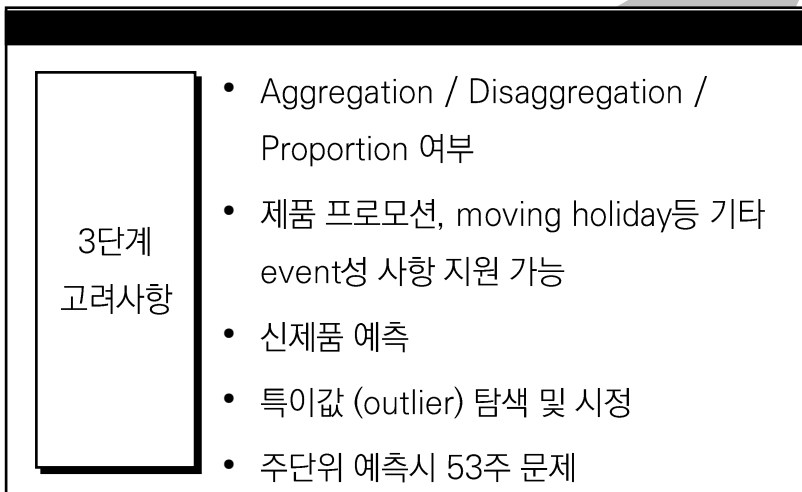 3단계
고려사항
• Aggregation / Disaggregation /
Proportion 여부
• 제품 프로모션, moving holiday등 기타
event성 사항 지원 가능
• 신제품 예측
• 특이값 (outlier) 탐색 및 시정
• 주단위 예측시 53주 문제